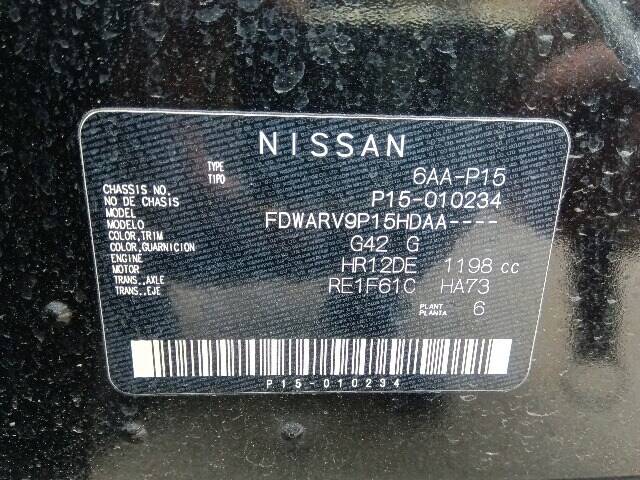 NISSAN
TYPE
TIPO 6AA-P15
CHASSIS NO.
NO DE CHASSIS P15-010234
MODEL
MODELO FDWARV9P15HDAA----
COLOR,TRIM
COLOR,GUARNICION G42 G
ENGINE
MOTOR HR12DE 1198 cc
TRANS.,AXLE
TRANS.,EJE RE1F61C HA73
PLANT
PLANTA 6
P15-010234